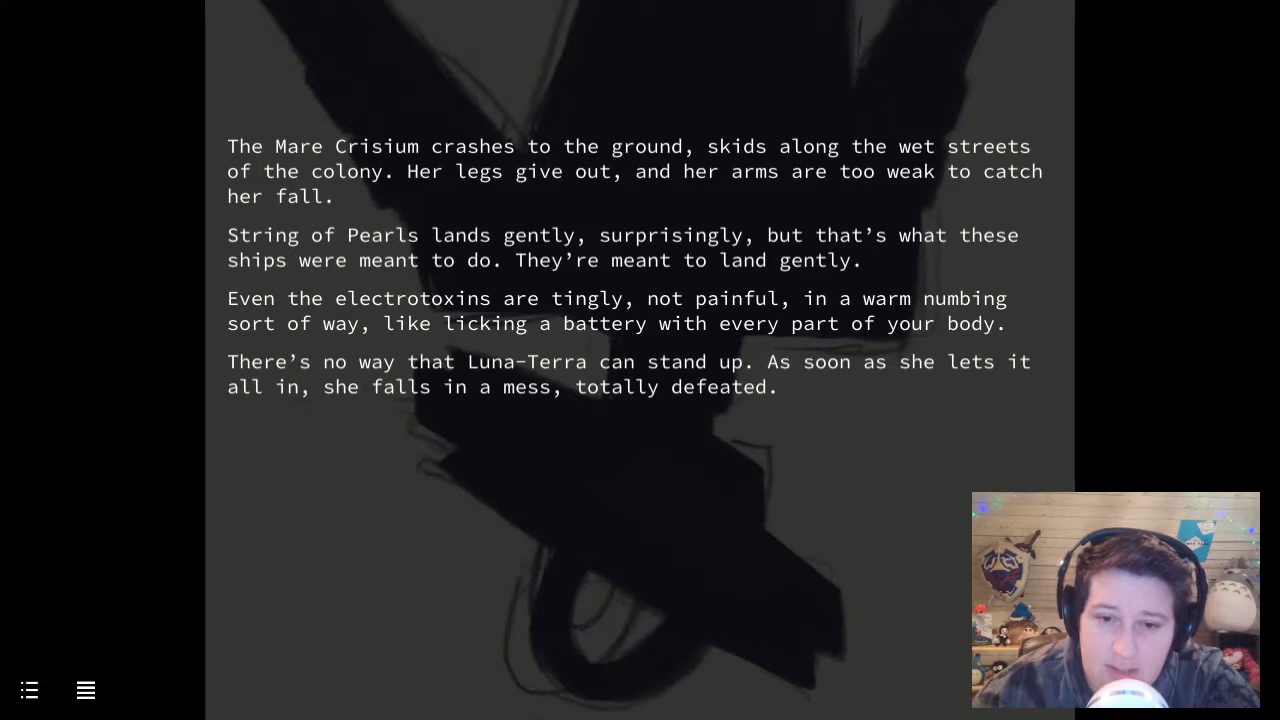 The Mare Crisium crashes to the ground, skids along the wet streets
of the colony. Her legs give out, and her arms are too weak to catch
her fall.
String of Pearls lands gently, surprisingly, but that’s what these
ships were meant to do. They’re meant to land gently.
Even the electrotoxins are tingly, not painful, in a warm numbing
sort of way, like licking a battery with every part of your body.
There’s no way that Luna-Terra can stand up. As soon as she lets it
all in, she falls in a mess, totally defeated.